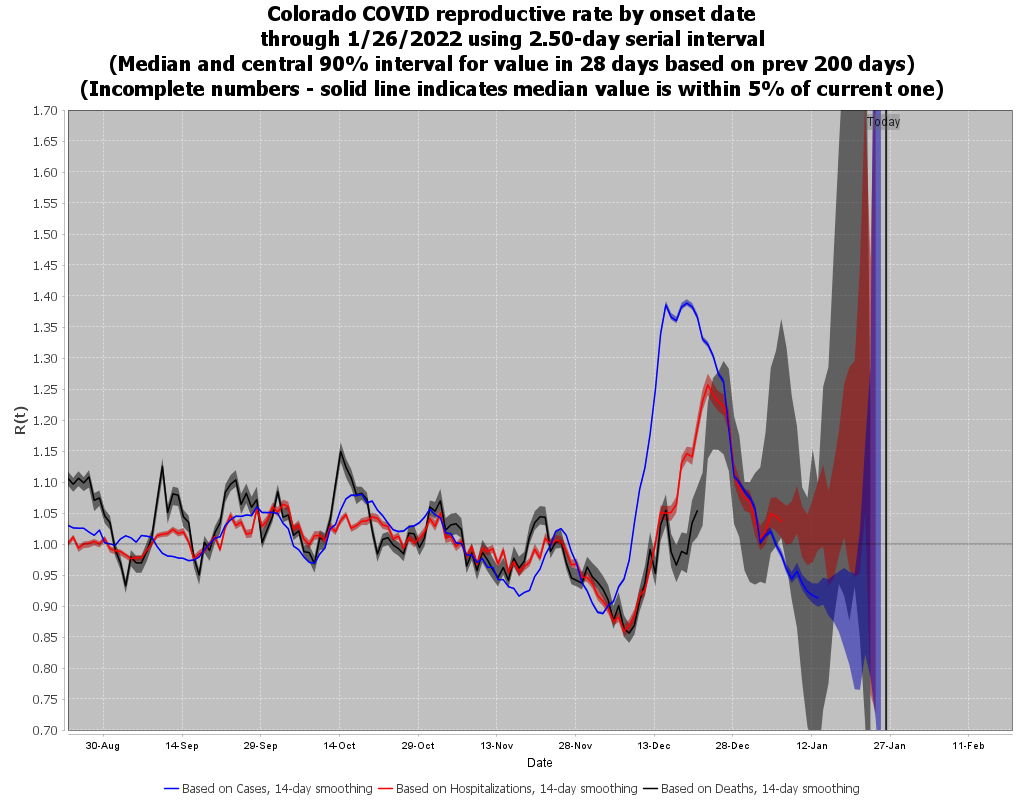 Colorado COVID reproductive rate by onset date
through 1/26/2022 using 2.50-day serial interval
(Median and central 90% interval for value in 28 days based on prev 200 days)
(Incomplete numbers - solid line indicates median value is within 5% of current one)
1.70
Today
1.65
1.60
1.55
1.50
1.45
1.40
1.35
1.30
1.25
1.20
R(t)
1.15
1.10
1.05
1.00
0.95
0.90
0.85
0.80
0.75
0.70
30-Aug 14-Sep 29-Sep 14-Oct 29-Oct 13-Nov 28-Nov 13-Dec 28-Dec 12-Jan 27-Jan 11-Feb
Date
Based on Cases, 14-day smoothing Based on Hospitalizations, 14-day smoothing Based on Deaths, 14-day smoothing